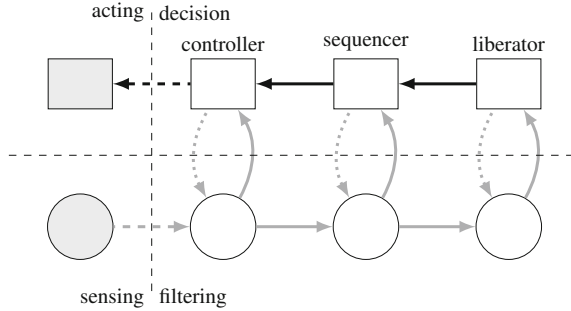 acting decision
controller sequencer liberator
sensing filtering